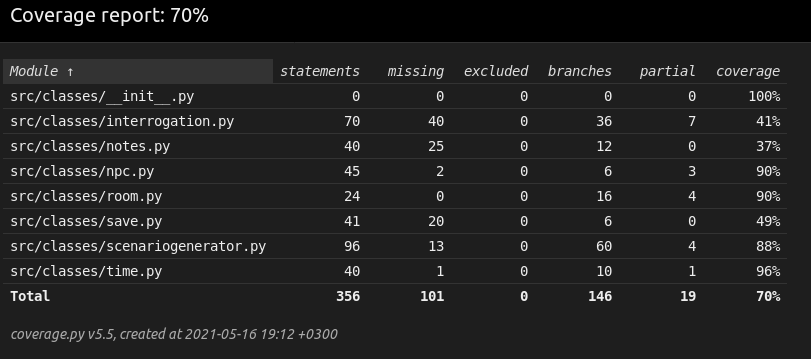 Coverage report: 70%
Module ↑ statements missing excluded branches partial coverage
src/classes/__init__.py 0 0 0 0 0 100%
src/classes/interrogation.py 70 40 0 36 7 41%
src/classes/notes.py 40 25 0 12 0 37%
src/classes/npc.py 45 2 0 6 3 90%
src/classes/room.py 24 0 0 16 4 90%
src/classes/save.py 41 20 0 6 0 49%
src/classes/scenariogenerator.py 96 13 0 60 4 88%
src/classes/time.py 40 1 0 10 1 96%
Total 356 101 0 146 19 70%
coverage.py v5.5, created at 2021-05-16 19:12 +0300